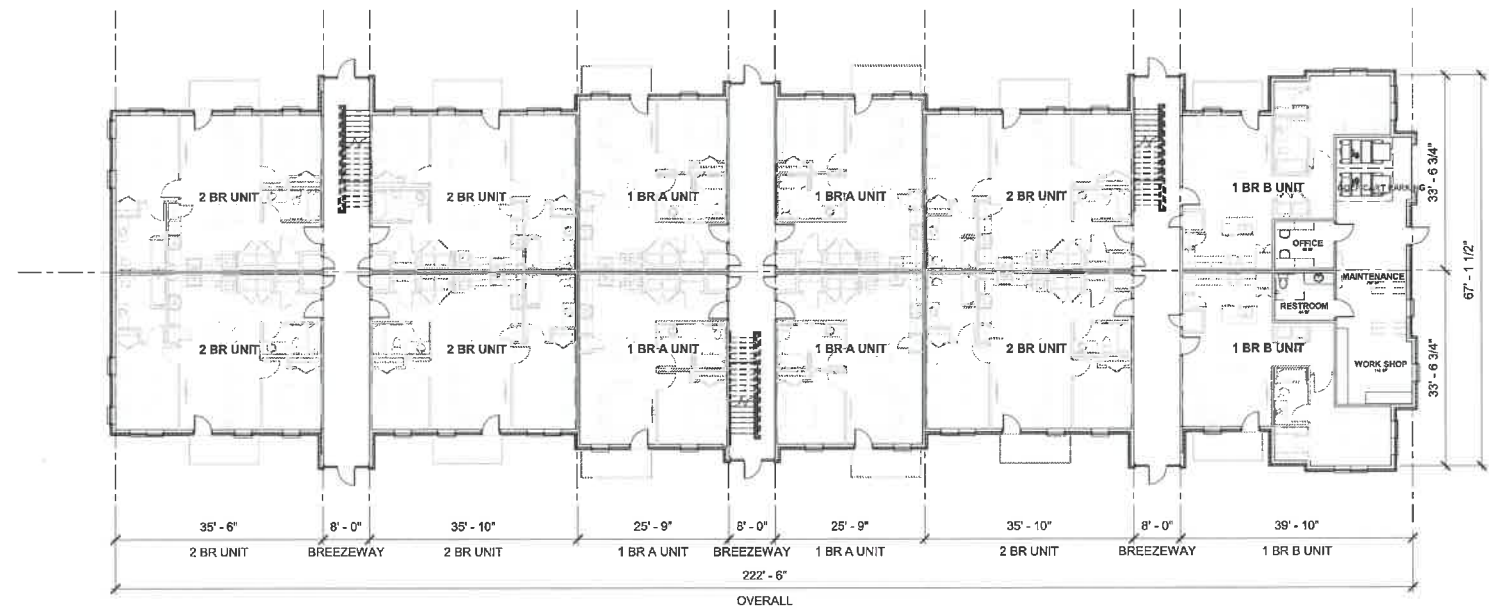 2 BR UNIT
2 BR UNIT
1 BR A UNIT
1 BR A UNIT
2 BR UNIT
1 BR B UNIT
33' - 6 3/4"
67' - 1 1/2"
OFFICE
MAINTENANCE
RESTROOM
2 BR UNIT
2 BR UNIT
1 BR A UNIT
1 BR A UNIT
2 BR UNIT
1 BR B UNIT
WORK SHOP
33' - 6 3/4"
35' - 6"
8' - 0"
35' - 10"
25' - 9"
8' - 0"
25' - 9"
35' - 10"
8' - 0"
39' - 10"
2 BR UNIT
BREEZEWAY
2 BR UNIT
1 BR A UNIT
BREEZEWAY
1 BR A UNIT
2 BR UNIT
BREEZEWAY
1 BR B UNIT
222' - 6"
OVERALL